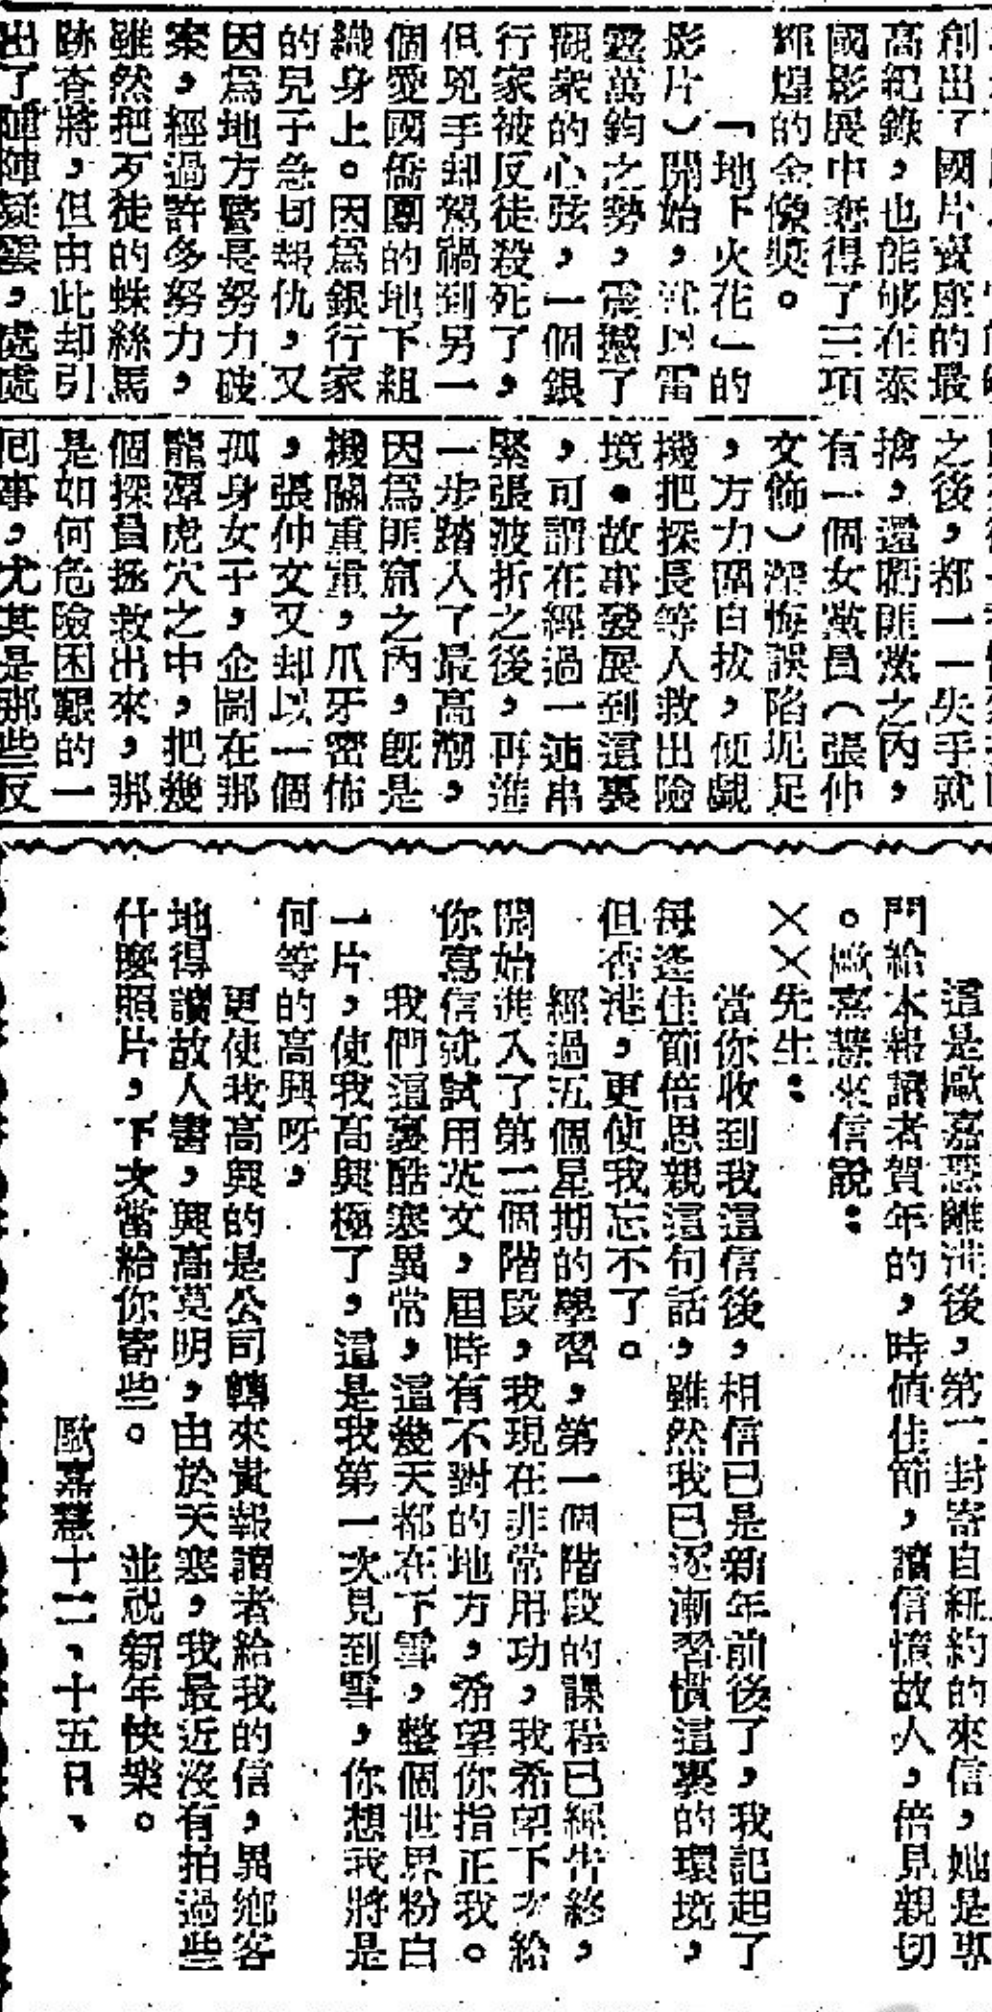 創出了國片賣座的最
高紀錄，也能够在泰
國影展中奪得了三項
輝煌的金像獎。
「地下火花」的
影片）開始，就以雷
霆萬鈞之勢，震撼了
觀衆的心弦，一個銀
行家被反徒殺死了，
但兇手却駕禍到另一
個愛國僑團的地下組
織身上。因爲銀行家
的兒子急切報仇，又
因爲地方警長努力破
案，經過許多努力，
雖然把歹徒的蛛絲馬
跡查將，但由此却引
出了陣陣疑雲，處處
之後，都一一失手就
擒，還將匪黨之內，
有一個女黨員（張仲
文飾）深悔誤陷坭足
，方力圖自拔，便戲
機把探長等人救出險
境。故事發展到這裏
，可謂在經過一連串
緊張波折之後，再進
一步踏入了最高潮，
因爲匪窟之內，既是
機關重重，爪牙密佈
，張仲文又却以一個
孤身女子，企圖在那
龍潭虎穴之中，把幾
個探員拯救出來，那
是如何危險困艱的一
回事，尤其是那些反
這是歐嘉慧離港後，第一封寄自紐約的來信，她是專
門給本報讀者賀年的，時值佳節，讀信憶故人，倍見親切
。歐嘉慧來信說：
××先生：
當你收到我這信後，相信已是新年前後了，我記起了
每逢佳節倍思親這句話，雖然我已逐漸習慣這裏的環境，
但香港，更使我忘不了。
經過五個星期的學習，第一個階段的課程已經告終，
開始進入了第二個階段，我現在非常用功，我希望下次給
你寫信就試用英文，屆時有不對的地方，希望你指正我。
我們這裏酷寒異常，這幾天都在下雪，整個世界粉白
一片，使我高興極了，這是我第一次見到雪，你想我將是
何等的高興呀，
更使我高興的是公司轉來貴報讀者給我的信，異鄉客
地得讀故人書，興高莫明，由於天寒，我最近沒有拍過些
什麼照片，下次當給你寄些。　並祝新年快樂。
歐嘉慧十二，十五日，